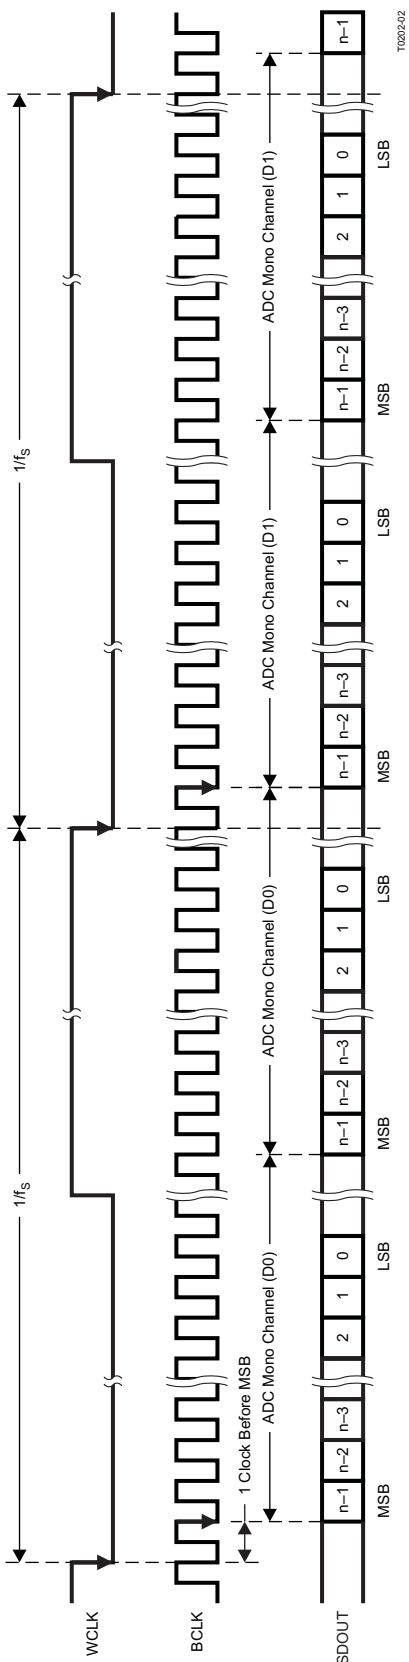 1/fS 1/fS
WCLK
BCLK
1 Clock Before MSB
ADC Mono Channel (D0) ADC Mono Channel (D0) ADC Mono Channel (D1) ADC Mono Channel (D1)
SDOUT n–1 n–2 n–3 2 1 0 n–1 n–2 n–3 2 1 0 n–1 n–2 n–3 2 1 0 n–1 n–2 n–3 2 1 0 n–1
MSB LSB MSB LSB MSB LSB MSB LSB
T0202-02